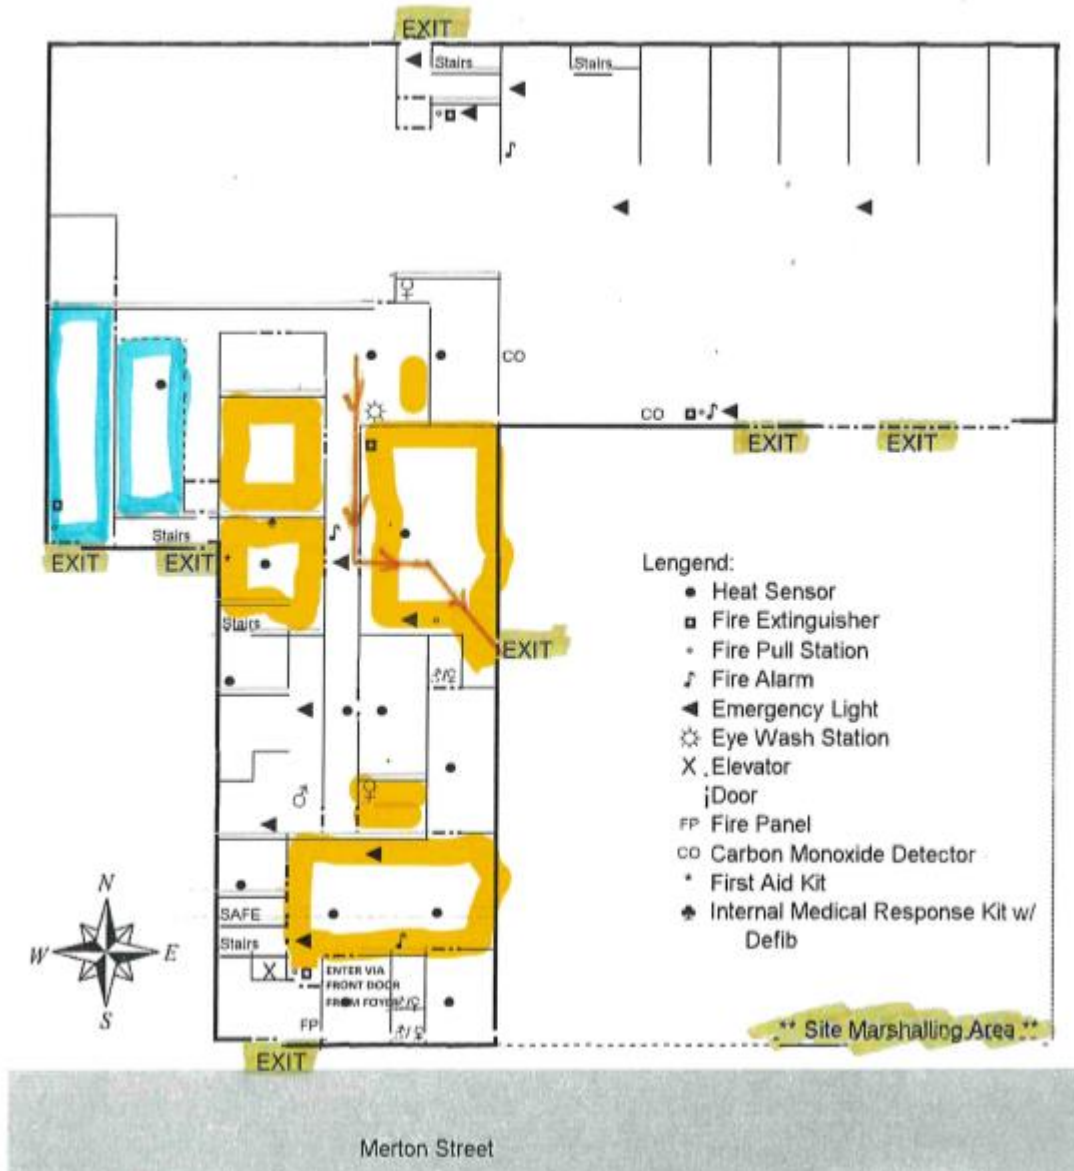 EXIT
Stairs
Stairs
CO
CO
EXIT
EXIT
Stairs
EXIT
EXIT
Stairs
EXIT
Lengend:
Heat Sensor
Fire Extinguisher
Fire Pull Station
Fire Alarm
Emergency Light
Eye Wash Station
X Elevator
Door
FP Fire Panel
CO Carbon Monoxide Detector
* First Aid Kit
Internal Medical Response Kit w/
Defib
N
W E
S
SAFE
Stairs
X
ENTER VIA
FRONT DOOR
FROM FOYER
FP
EXIT
** Site Marshalling Area **
Merton Street